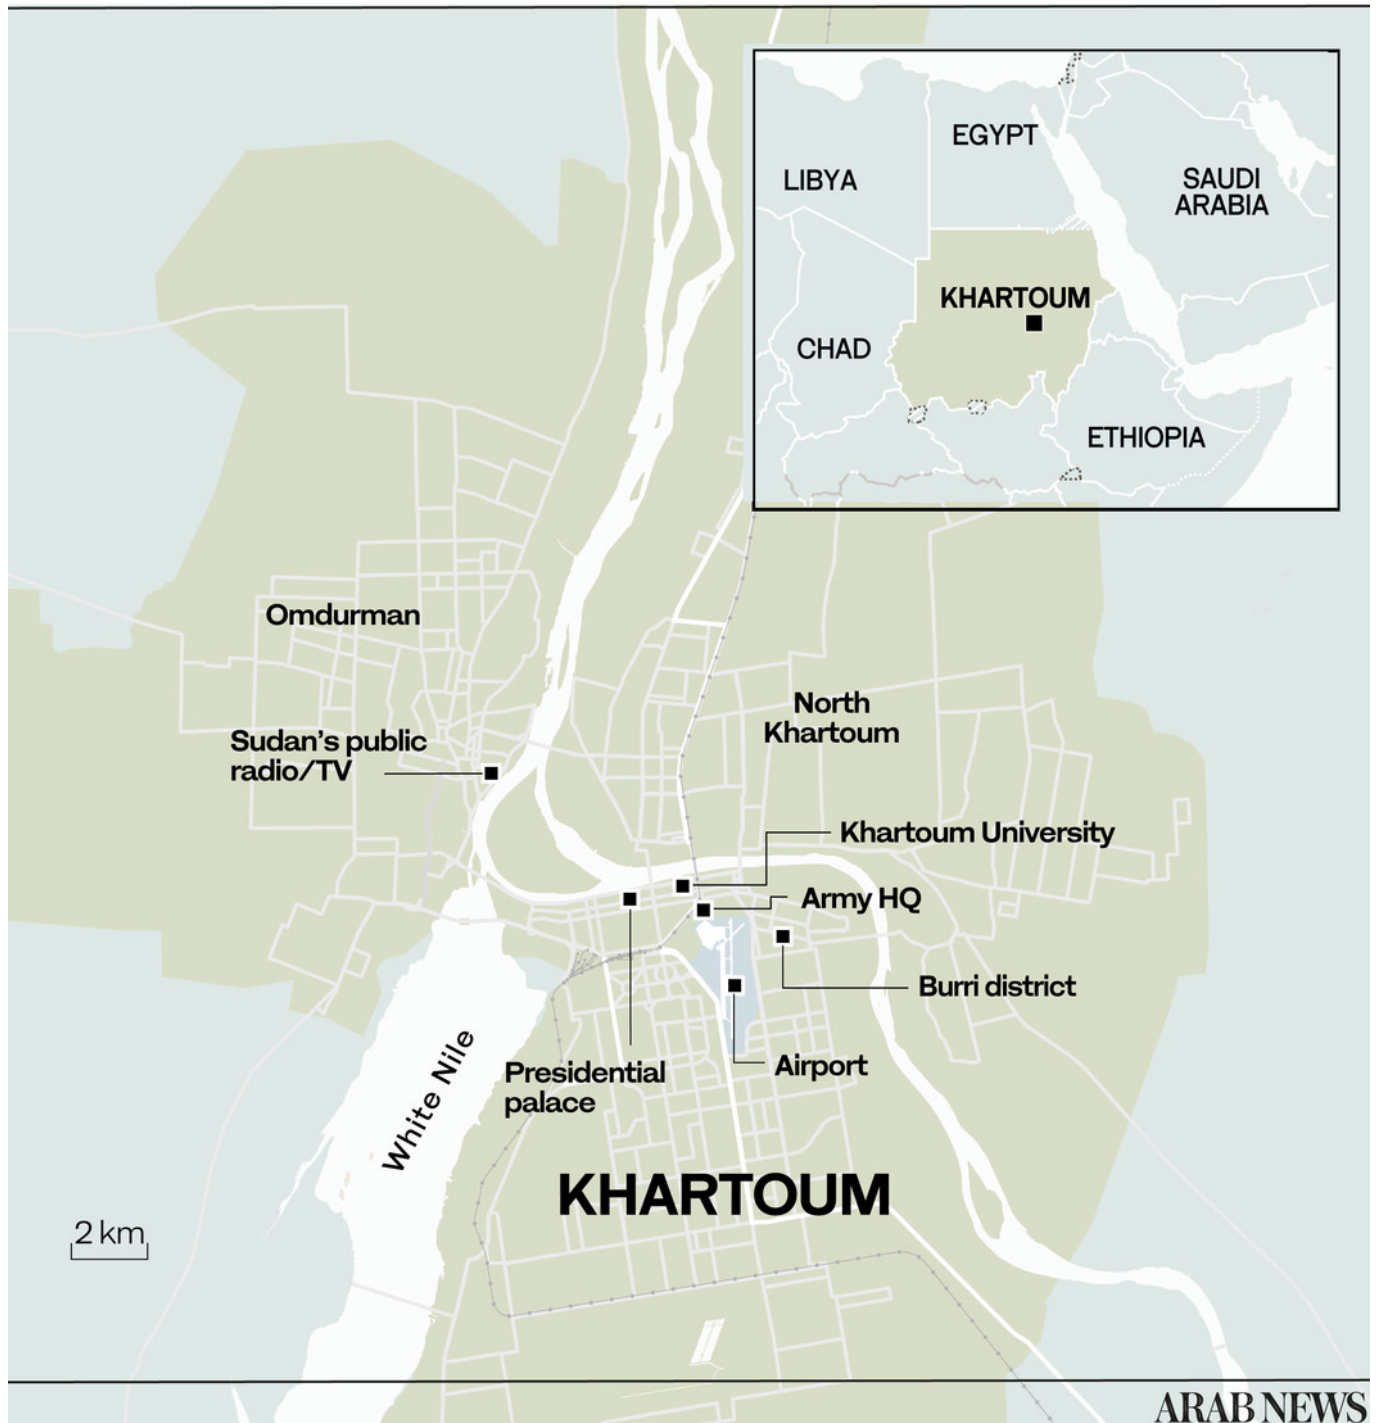 EGYPT
LIBYA
SAUDI
ARABIA
KHARTOUM
CHAD
ETHIOPIA
Omdurman
North
Khartoum
Sudan's public
radio/TV
Khartoum University
Army HQ
Burri district
Airport
Presidential
palace
White Nile
KHARTOUM
2 km
ARAB NEWS